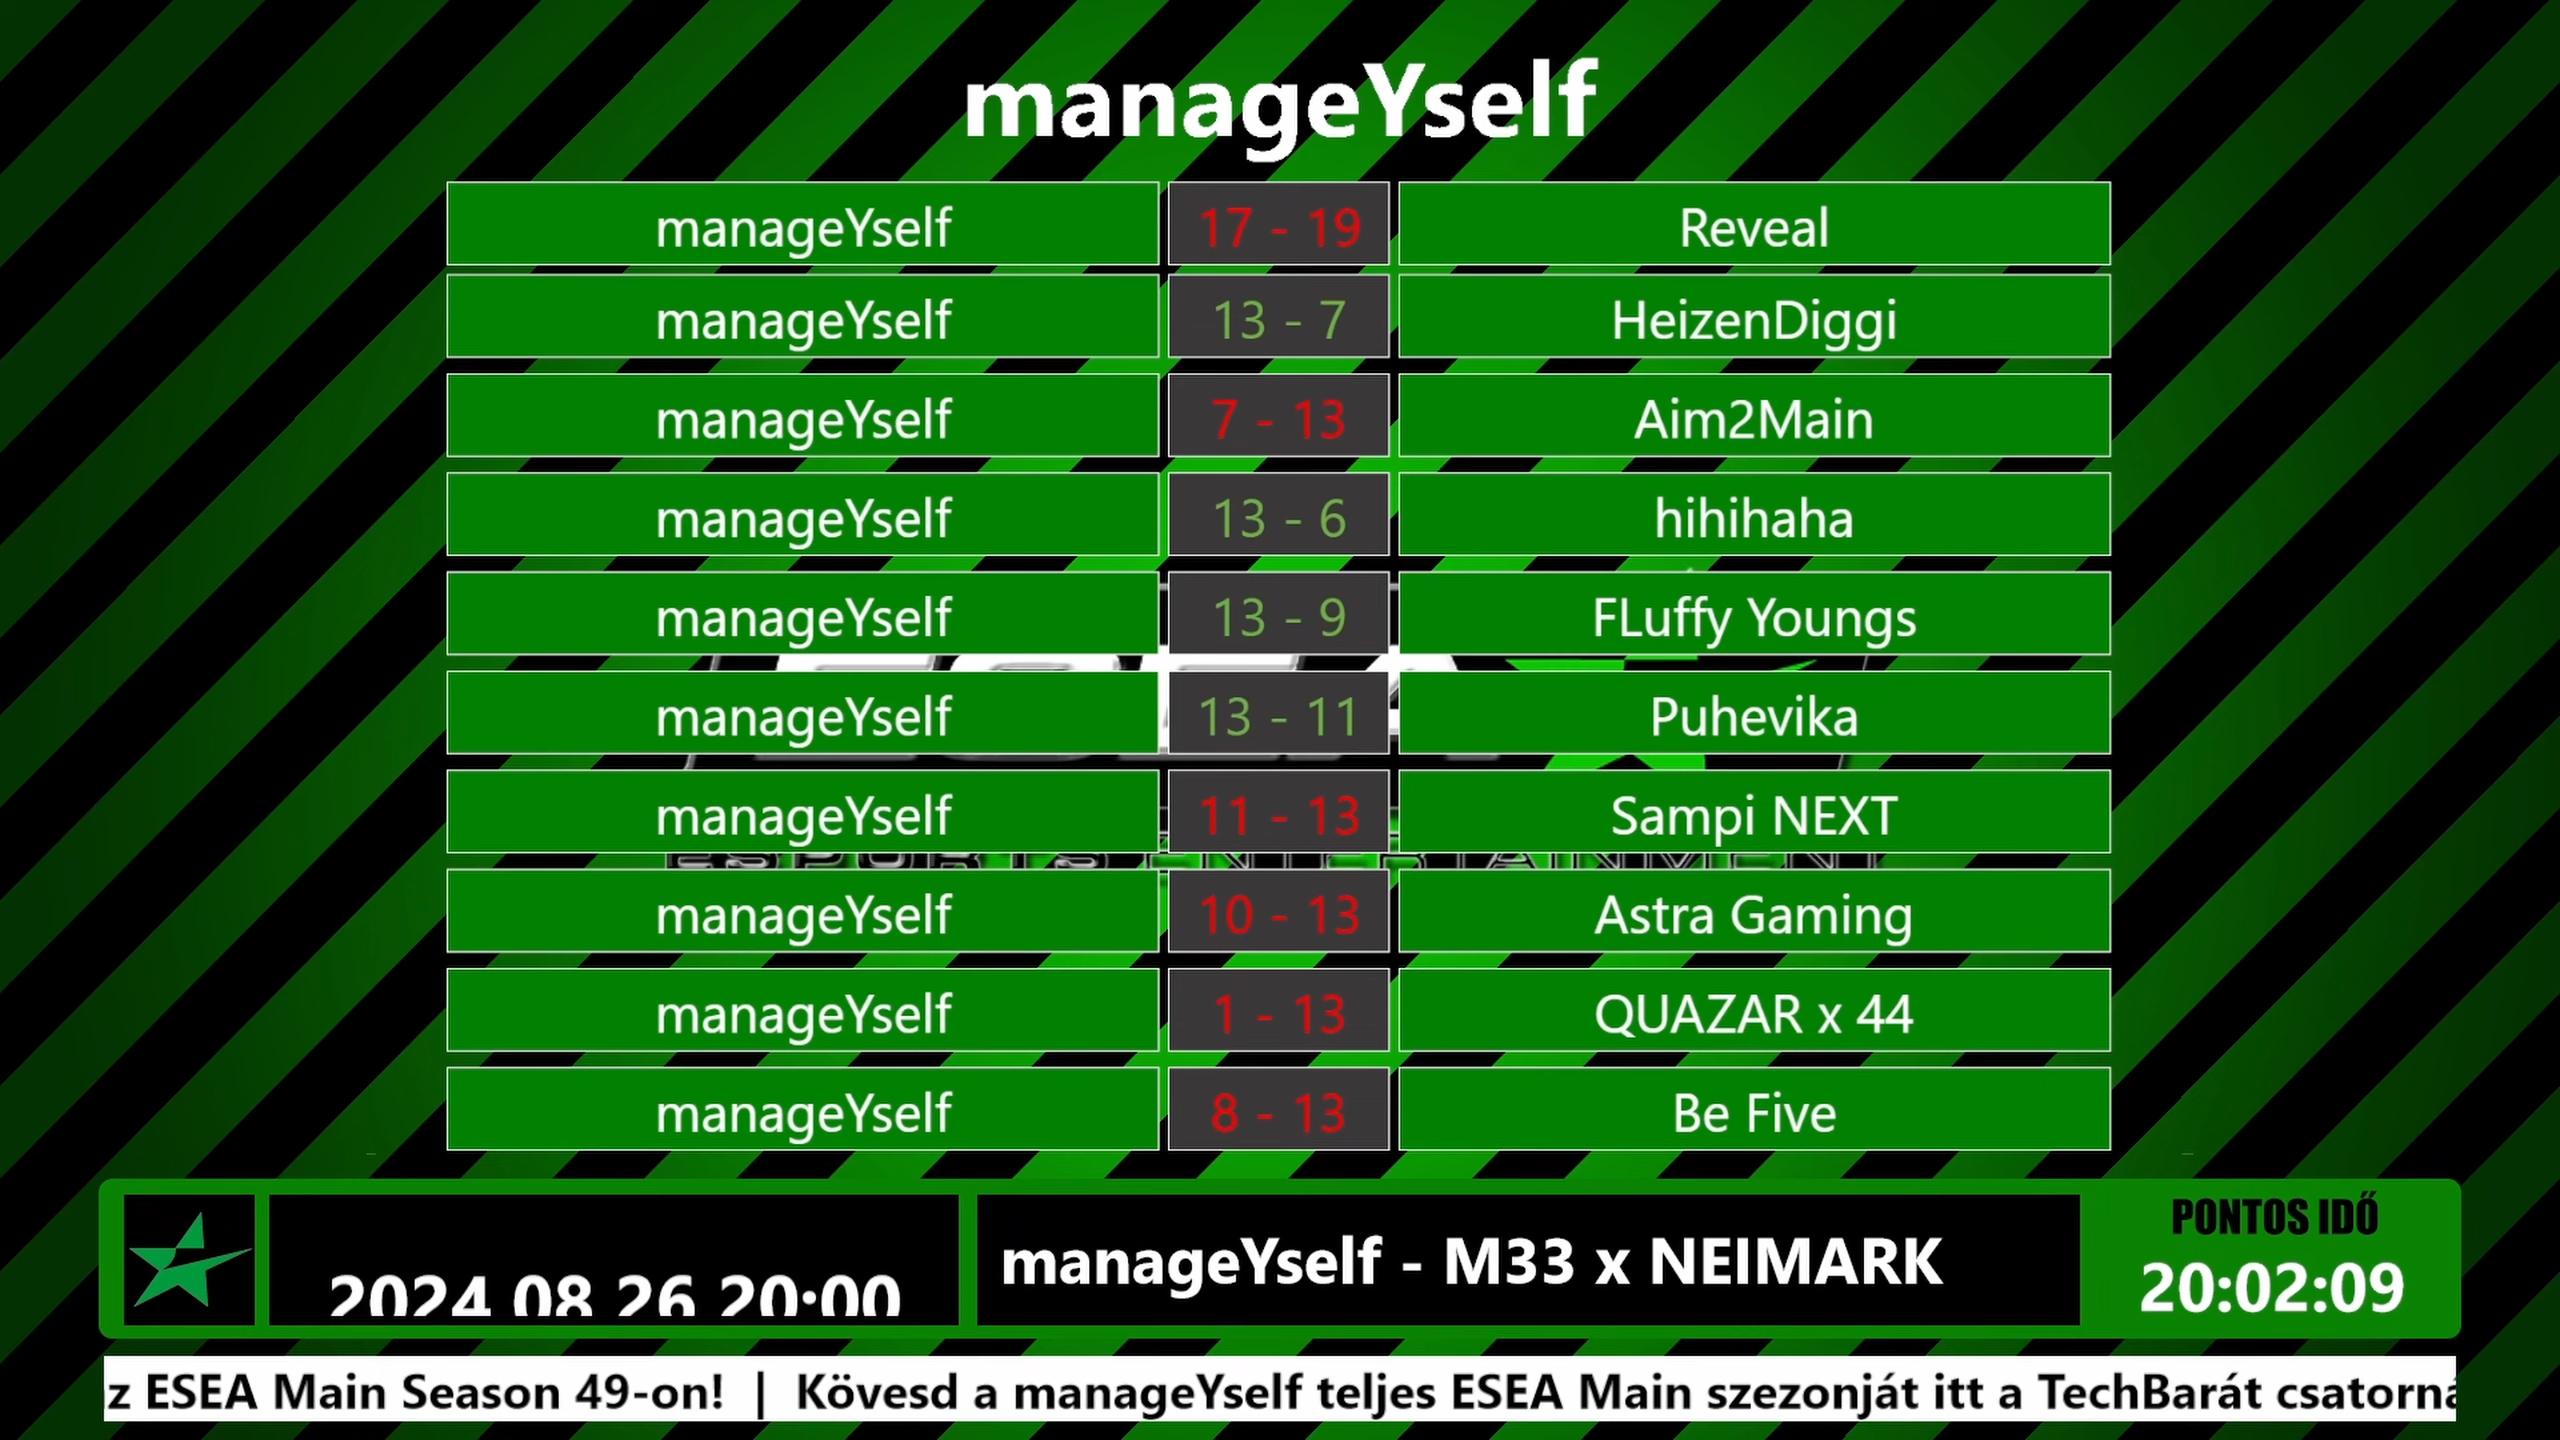 manageYself
manageYself 17 - 19 Reveal
manageYself 13 - 7 HeizenDiggi
manageYself 7 - 13 Aim2Main
manageYself 13 - 6 hihihaha
manageYself 13 - 9 FLuffy Youngs
manageYself 13 - 11 Puhevika
manageYself 11 - 13 Sampi NEXT
ESPORTS ENTERTAINMENT
manageYself 10 - 13 Astra Gaming
manageYself 1 - 13 QUAZAR x 44
manageYself 8 - 13 Be Five
2024 08 26 20:00
manageYself - M33 x NEIMARK
PONTOS IDŐ
20:02:09
z ESEA Main Season 49-on! | Kövesd a manageYself teljes ESEA Main szezonját itt a TechBarát csatorná